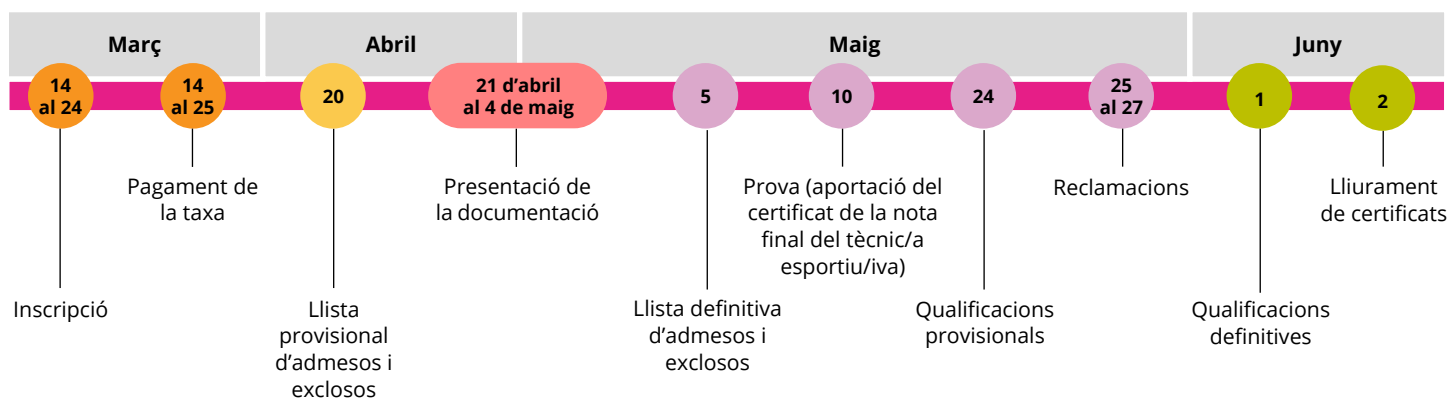 Març
Abril
Maig
Juny
14
al 24
14
al 25
20
21 d’abril
al 4 de maig
5
10
24
25
al 27
1
2
Pagament de
la taxa
Presentació de
la documentació
Prova (aportació del
certificat de la nota
final del tècnic/a
esportiu/iva)
Reclamacions
Lliurament
de certificats
Inscripció
Llista
provisional
d’admesos i
exclosos
Llista definitiva
d’admesos i
exclosos
Qualificacions
provisionals
Qualificacions
definitives